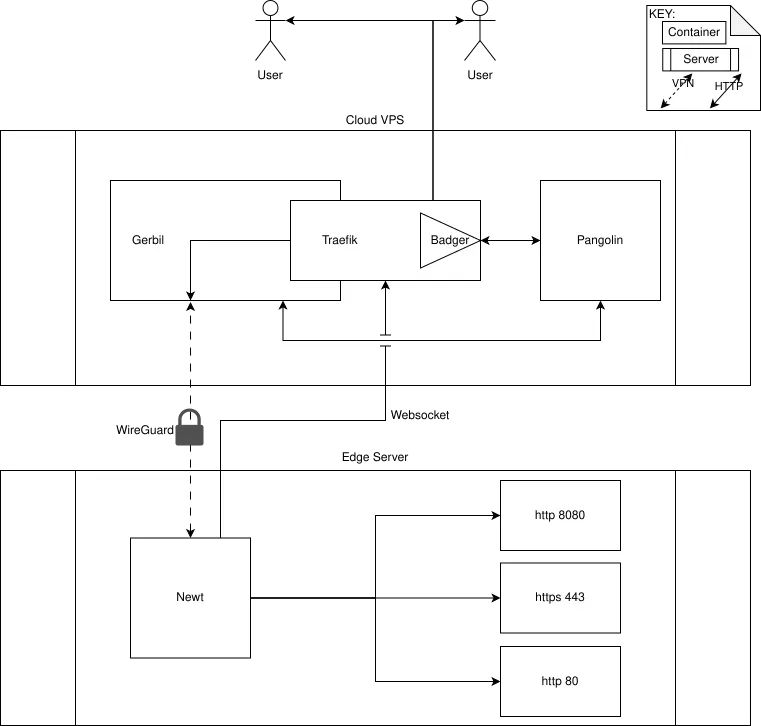 KEY:
Container
Server
VPN
HTTP
User
User
Cloud VPS
Gerbil
Traefik
Badger
Pangolin
Websocket
WireGuard
Edge Server
http 8080
Newt
https 443
http 80